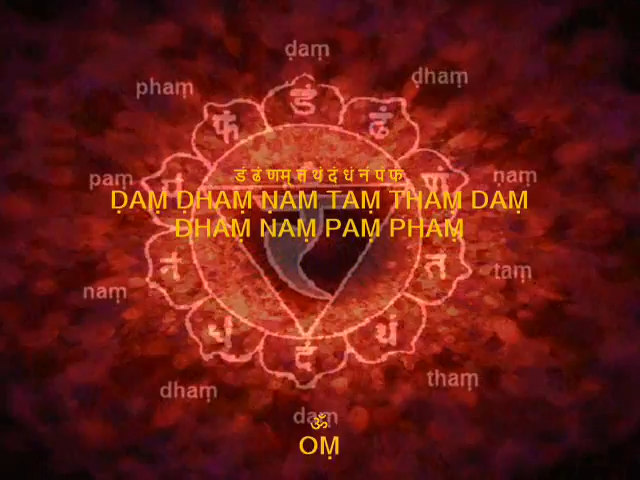 ḍaṃ
ḍhaṃ
phaṃ
डं
ढं
फं
णं
paṃ
naṃ
डं ढं णम् तं थं दं धं नं पं फं
ḌAṂ ḌHAṂ ṆAṂ TAṂ THAṂ DAṂ
DHAṂ NAṂ PAṂ PHAṂ
taṃ
तं
नं
naṃ
धं
थं
दं
dhaṃ
thaṃ
daṃ
ॐ
OṂ